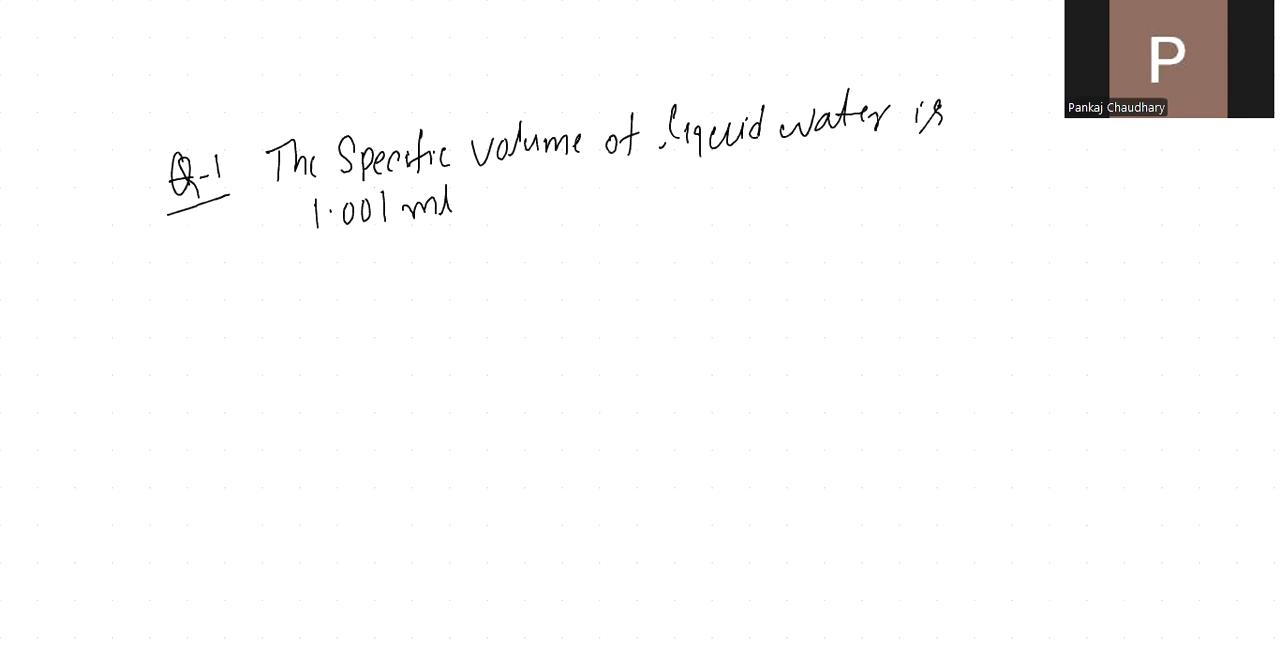 P
Pankaj Chaudhary
Q-1 The Specific volume of liquid water is
1.001 ml